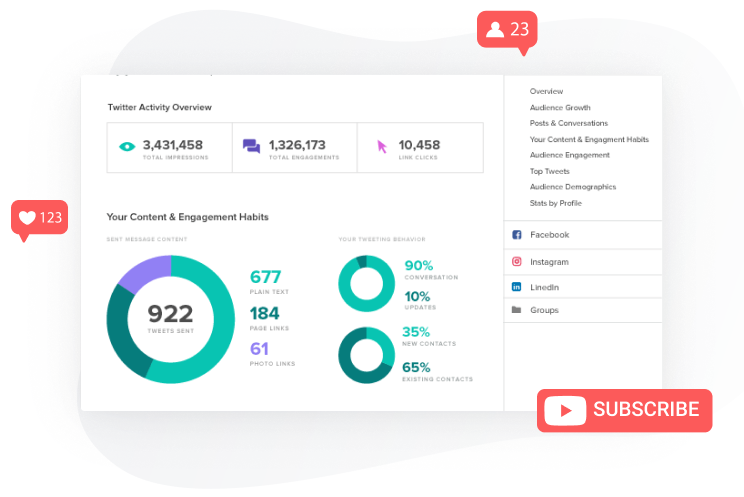 23
Twitter Activity Overview
3,431,458
TOTAL IMPRESSIONS
1,326,173
TOTAL ENGAGEMENTS
10,458
LINK CLICKS
Your Content & Engagement Habits
SENT MESSAGE CONTENT
922
TWEETS SENT
677
PLAIN TEXT
184
PAGE LINKS
61
PHOTO LINKS
YOUR TWEETING BEHAVIOR
90%
CONVERSATION
10%
UPDATES
35%
NEW CONTACTS
65%
EXISTING CONTACTS
Overview
Audience Growth
Posts & Conversations
Your Content & Engagment Habits
Audience Engagement
Top Tweets
Audience Demographics
Stats by Profile
Facebook
Instagram
LinedIn
Groups
123
SUBSCRIBE